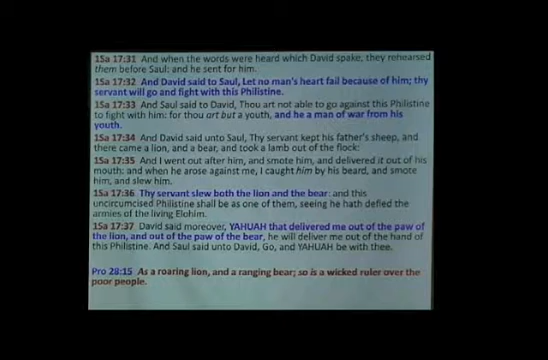 1Sa 17:31 And when the words were heard which David spake, they rehearsed
them before Saul: and he sent for him.
1Sa 17:32 And David said to Saul, Let no man's heart fail because of him; thy
servant will go and fight with this Philistine.
1Sa 17:33 And Saul said to David, Thou art not able to go against this Philistine
to fight with him: for thou art but a youth, and he a man of war from his
youth.
1Sa 17:34 And David said unto Saul, Thy servant kept his father's sheep, and
there came a lion, and a bear, and took a lamb out of the flock:
1Sa 17:35 And I went out after him, and smote him, and delivered it out of his
mouth: and when he arose against me, I caught him by his beard, and smote
him, and slew him.
1Sa 17:36 Thy servant slew both the lion and the bear: and this
uncircumcised Philistine shall be as one of them, seeing he hath defied the
armies of the living Elohim.
1Sa 17:37 David said moreover, YAHUAH that delivered me out of the paw of
the lion, and out of the paw of the bear, he will deliver me out of the hand of
this Philistine. And Saul said unto David, Go, and YAHUAH be with thee.
Pro 28:15 As a roaring lion, and a ranging bear; so is a wicked ruler over the
poor people.